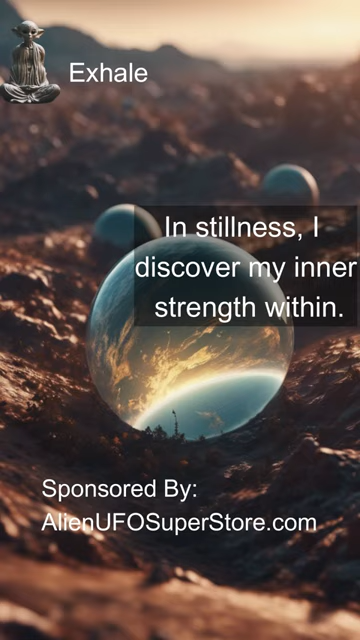 Exhale
In stillness, I
discover my inner
strength within.
Sponsored By:
AlienUFOSuperStore.com